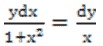 ydx/1+x² = dy/x